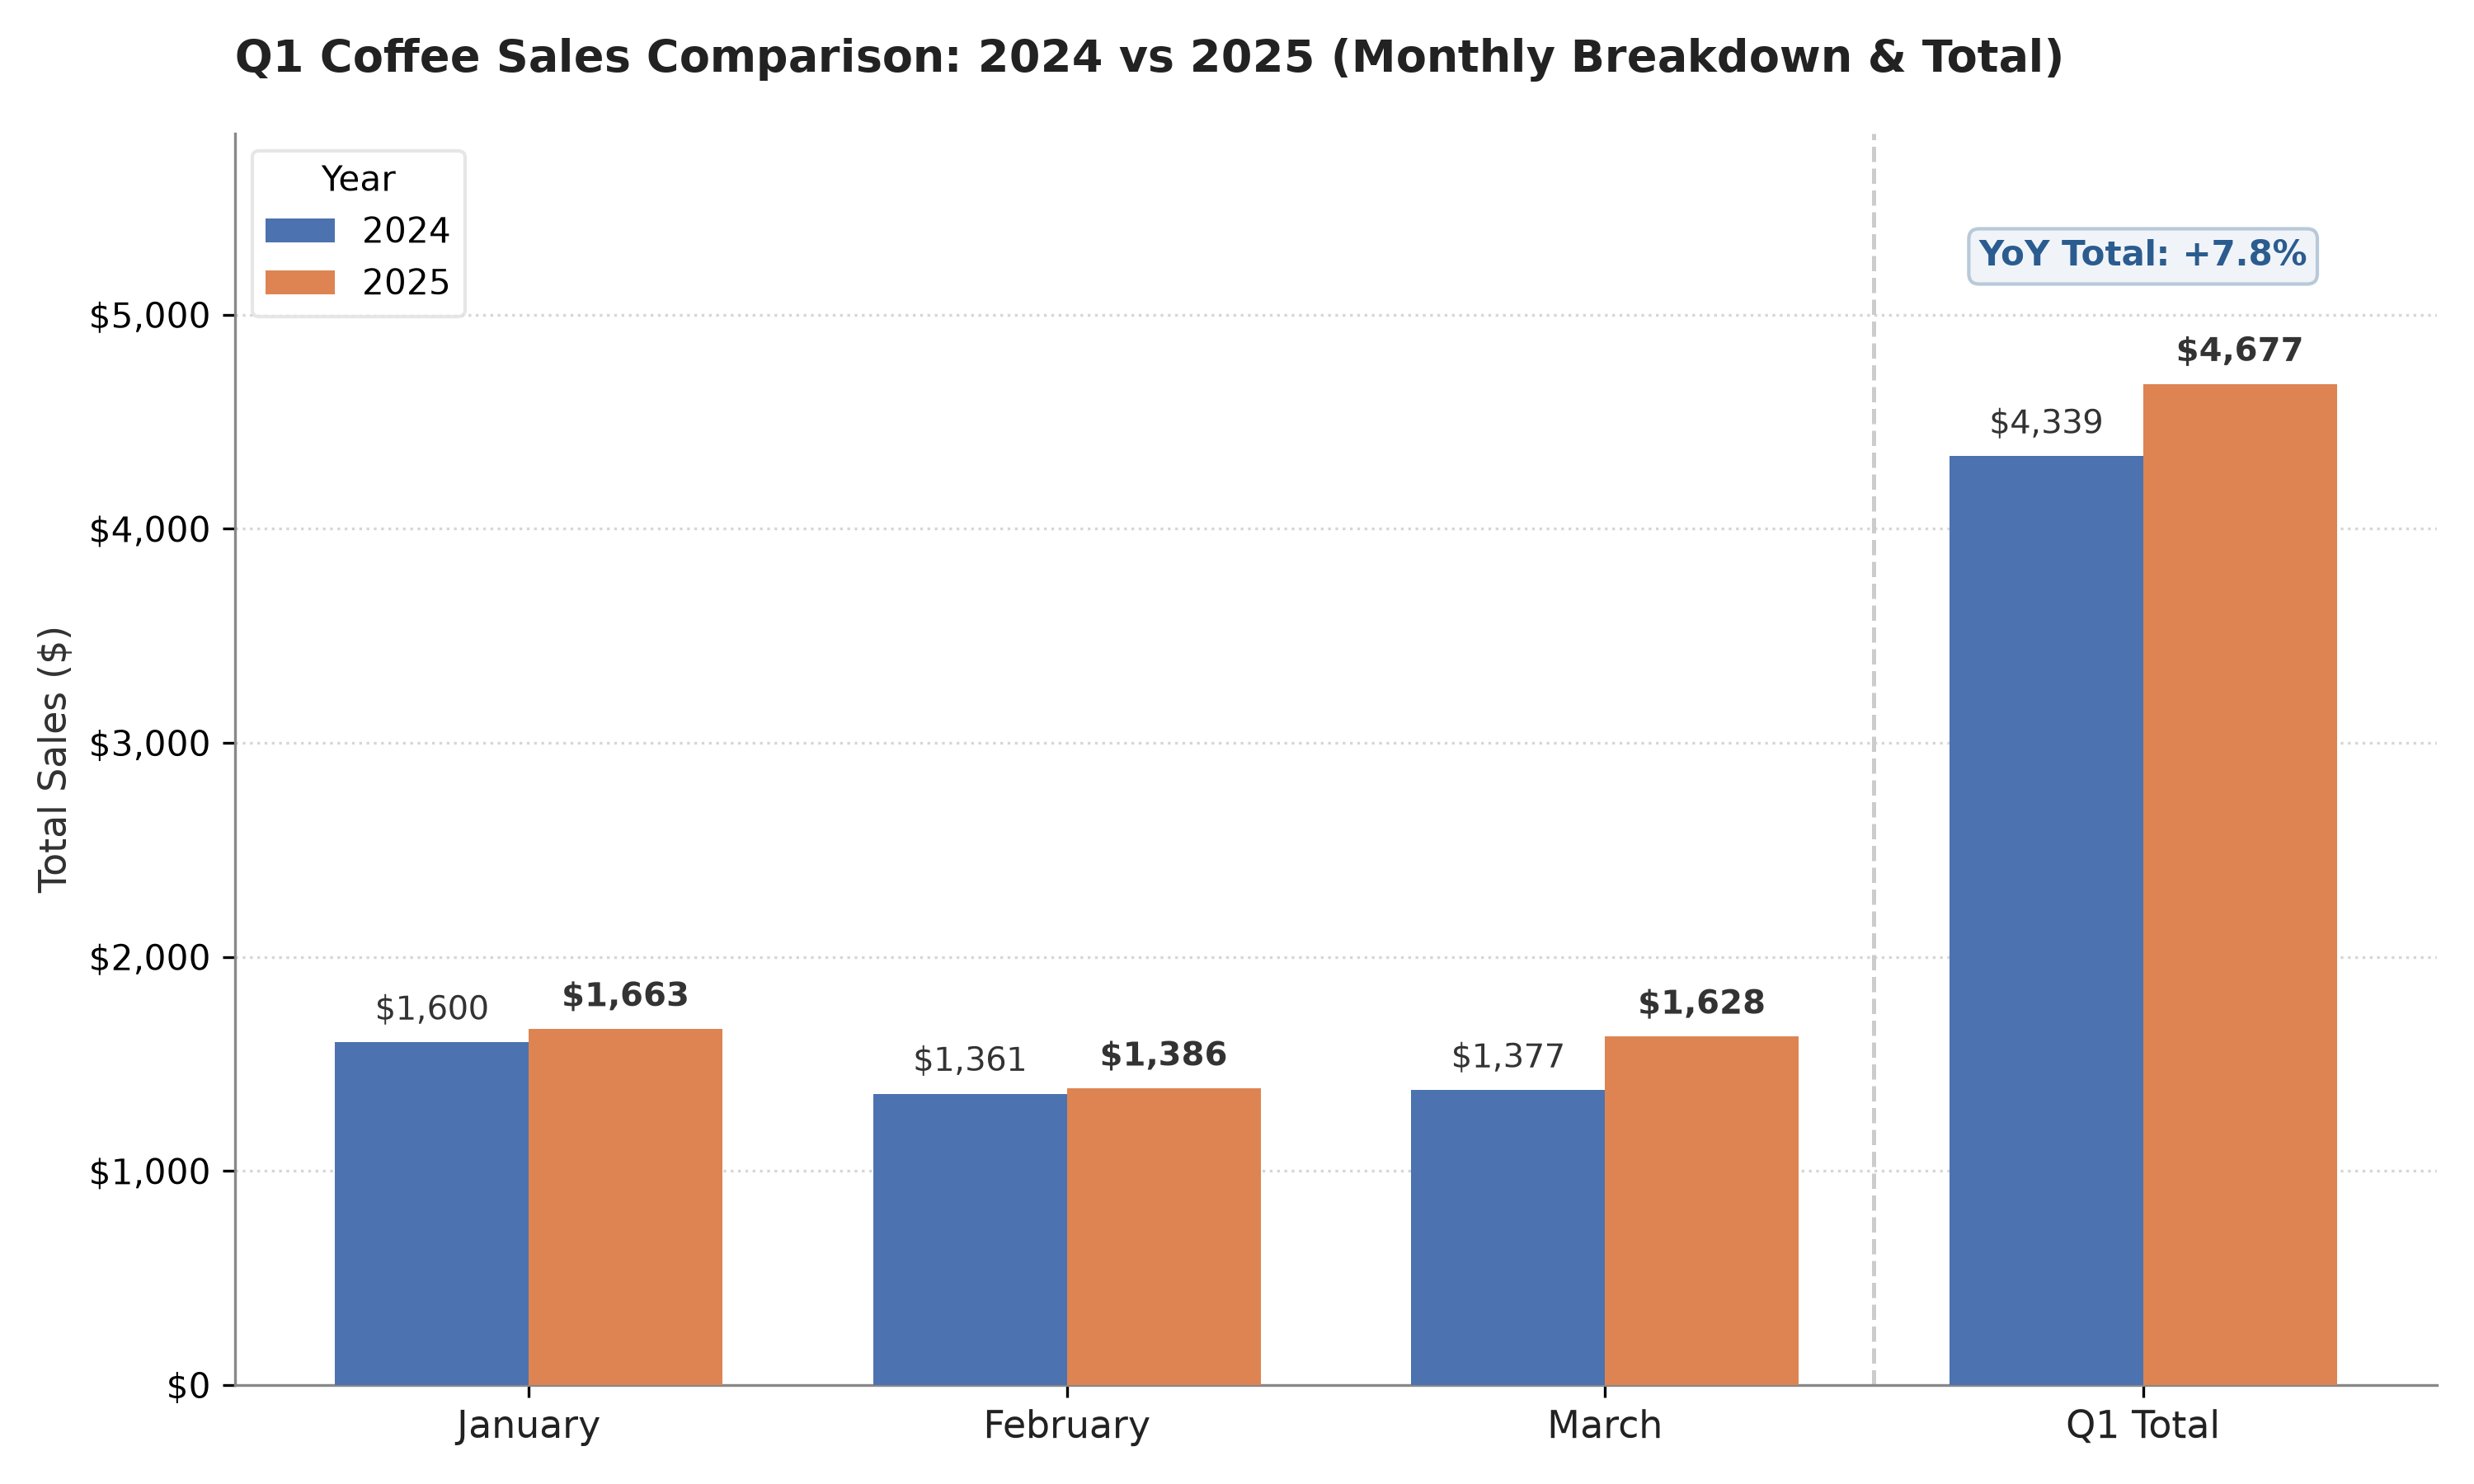 Q1 Coffee Sales Comparison: 2024 vs 2025 (Monthly Breakdown & Total)
Year
2024
2025
YoY Total: +7.8%
Total Sales ($)
$5,000
$4,000
$3,000
$2,000
$1,000
$0
$1,600
$1,663
$1,361
$1,386
$1,377
$1,628
$4,339
$4,677
January
February
March
Q1 Total